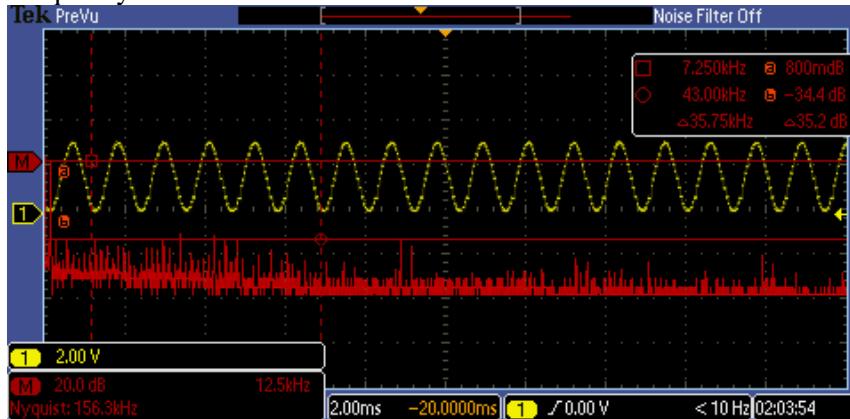 Tek PreVu Noise Filter Off
7.250kHz a 800mdB
43.00kHz b -34.4 dB
△35.75kHz △35.2 dB
M
a
1
b
1 2.00 V
M 20.0 dB 12.5kHz
Nyquist: 156.3kHz
2.00ms -20.0000ms 1 / 0.00 V < 10 Hz 02:03:54